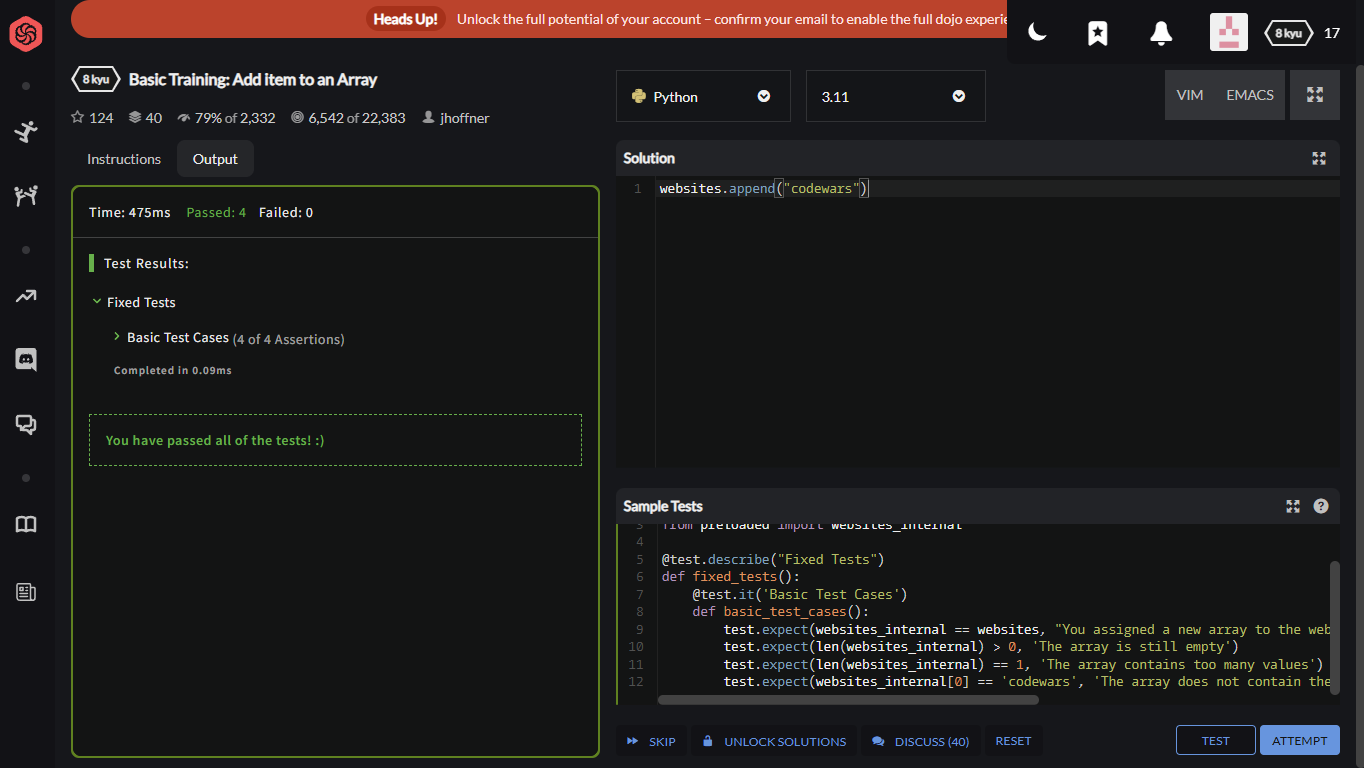 Heads Up! Unlock the full potential of your account – confirm your email to enable the full dojo experie
8 kyu 17
8 kyu Basic Training: Add item to an Array
124 40 79% of 2,332 6,542 of 22,383 jhoffner
Instructions Output
Time: 475ms Passed: 4 Failed: 0
Test Results:
Fixed Tests
Basic Test Cases (4 of 4 Assertions)
Completed in 0.09ms
You have passed all of the tests! :)
Python 3.11 VIM EMACS
Solution
1 websites.append("codewars")
Sample Tests ?
3 from preloaded import websites_internal
4
5 @test.describe("Fixed Tests")
6 def fixed_tests():
7 @test.it('Basic Test Cases')
8 def basic_test_cases():
9 test.expect(websites_internal == websites, "You assigned a new array to the web
10 test.expect(len(websites_internal) > 0, 'The array is still empty')
11 test.expect(len(websites_internal) == 1, 'The array contains too many values')
12 test.expect(websites_internal[0] == 'codewars', 'The array does not contain the
SKIP UNLOCK SOLUTIONS DISCUSS (40) RESET TEST ATTEMPT